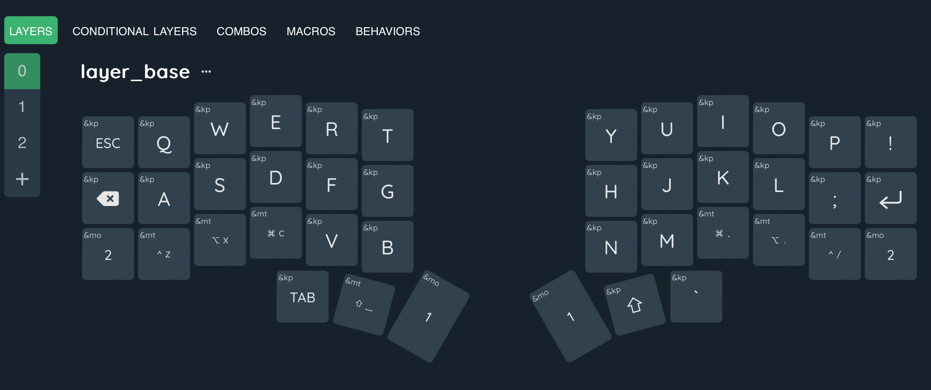 LAYERS CONDITIONAL LAYERS COMBOS MACROS BEHAVIORS
0 layer_base ...
1
2
+
&kp ESC &kp Q &kp W &kp E &kp R &kp T &kp Y &kp U &kp I &kp O &kp P &kp !
&kp &kp A &kp S &kp D &kp F &kp G &kp H &kp J &kp K &kp L &kp ; &kp
&mo 2 &mt ^ Z &mt ⌥ X &mt ⌘ C &kp V &kp B &kp N &kp M &mt ⌘ , &mt ⌥ . &mt ^ / &mo 2
&kp TAB &mt ⇧ _ &mo 1 &mo 1 &kp ⇧ &kp `